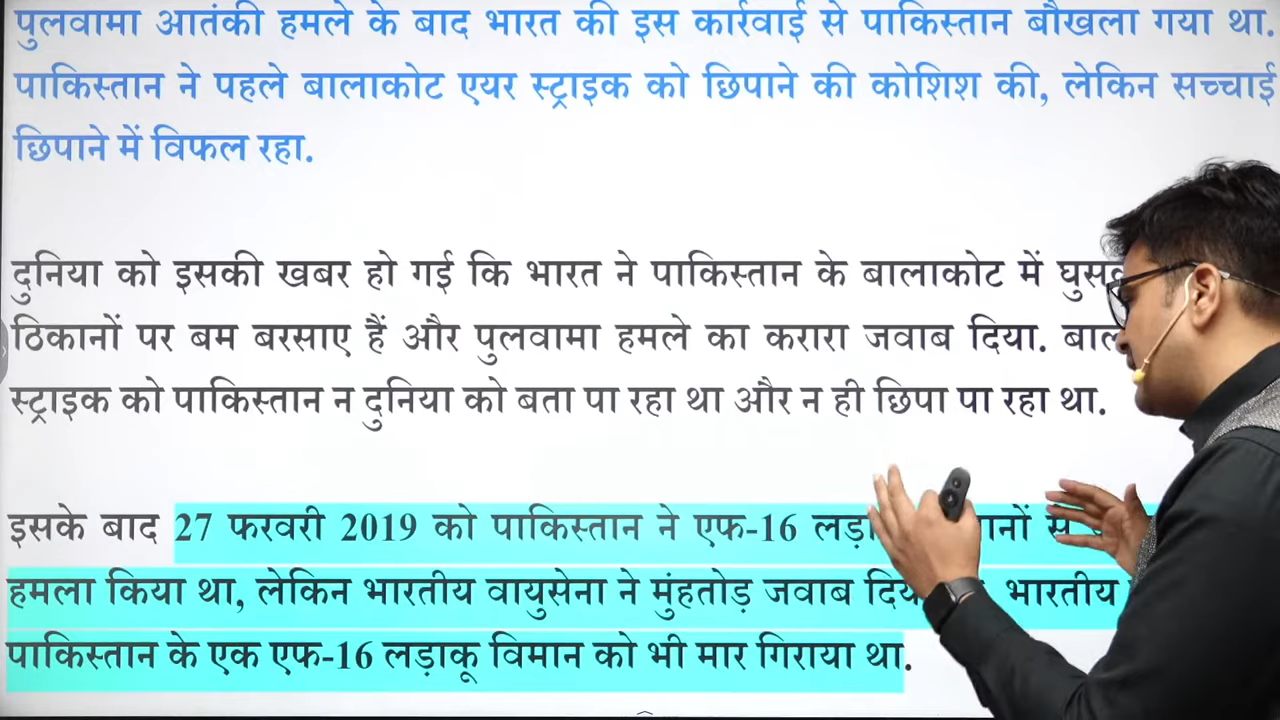 पुलवामा आतंकी हमले के बाद भारत की इस कार्रवाई से पाकिस्तान बौखला गया था.
पाकिस्तान ने पहले बालाकोट एयर स्ट्राइक को छिपाने की कोशिश की, लेकिन सच्चाई
छिपाने में विफल रहा.
दुनिया को इसकी खबर हो गई कि भारत ने पाकिस्तान के बालाकोट में
ठिकानों पर बम बरसाए हैं और पुलवामा हमले का करारा जवाब दिया.
स्ट्राइक को पाकिस्तान न दुनिया को बता पा रहा था और न ही छिपा पा रहा था.
इसके बाद 27 फरवरी 2019 को पाकिस्तान ने एफ-16
हमला किया था, लेकिन भारतीय वायुसेना ने मुंहतोड़ जवाब भारतीय
पाकिस्तान के एक एफ-16 लड़ाकू विमान को भी मार गिराया था.